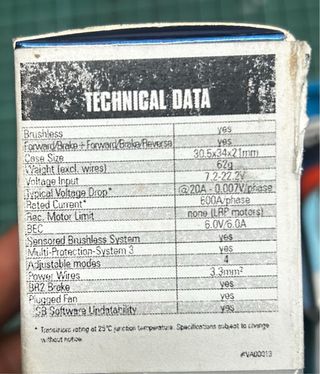 TECHNICAL DATA
Brushless yes
Forward/Brake + Forward/Brake/Reverse yes
Case Size 30.5x34x21mm
Weight (excl. wires) 62g
Voltage Input 7.2-22.2V
Typical Voltage Drop* @20A - 0.007V/phase
Rated Current* 600A/phase
Rec. Motor Limit none (LRP motors)
BEC 6.0V/6.0A
Sensored Brushless System yes
Multi-Protection-System 3 yes
Adjustable modes 4
Power Wires 3.3mm²
BR2 Brake yes
Plugged Fan yes
USB Software Updatability yes
* Transistors rating at 25°C junction temperature. Specifications subject to change
without notice.
#VA00013